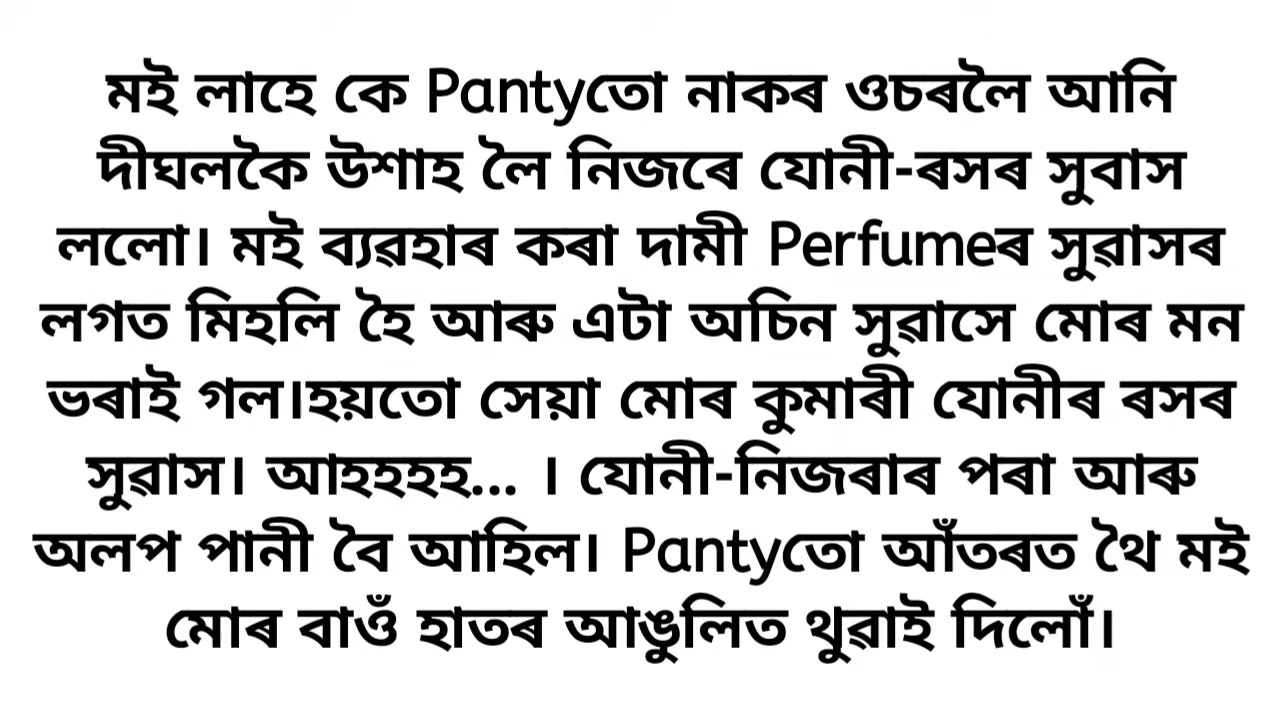 মই লাহে কে Pantyতো নাকৰ ওচৰলৈ আনি
দীঘলকৈ উশাহ লৈ নিজৰে যোনী-ৰসৰ সুবাস
ললো। মই ব্যৱহাৰ কৰা দামী Perfumeৰ সুৱাসৰ
লগত মিহলি হৈ আৰু এটা অচিন সুৱাসে মোৰ মন
ভৰাই গল।হয়তো সেয়া মোৰ কুমাৰী যোনীৰ ৰসৰ
সুৱাস। আহহহহ... । যোনী-নিজৰাৰ পৰা আৰু
অলপ পানী বৈ আহিল। Pantyতো আঁতৰত থৈ মই
মোৰ বাওঁ হাতৰ আঙুলিত থুৱাই দিলোঁ।